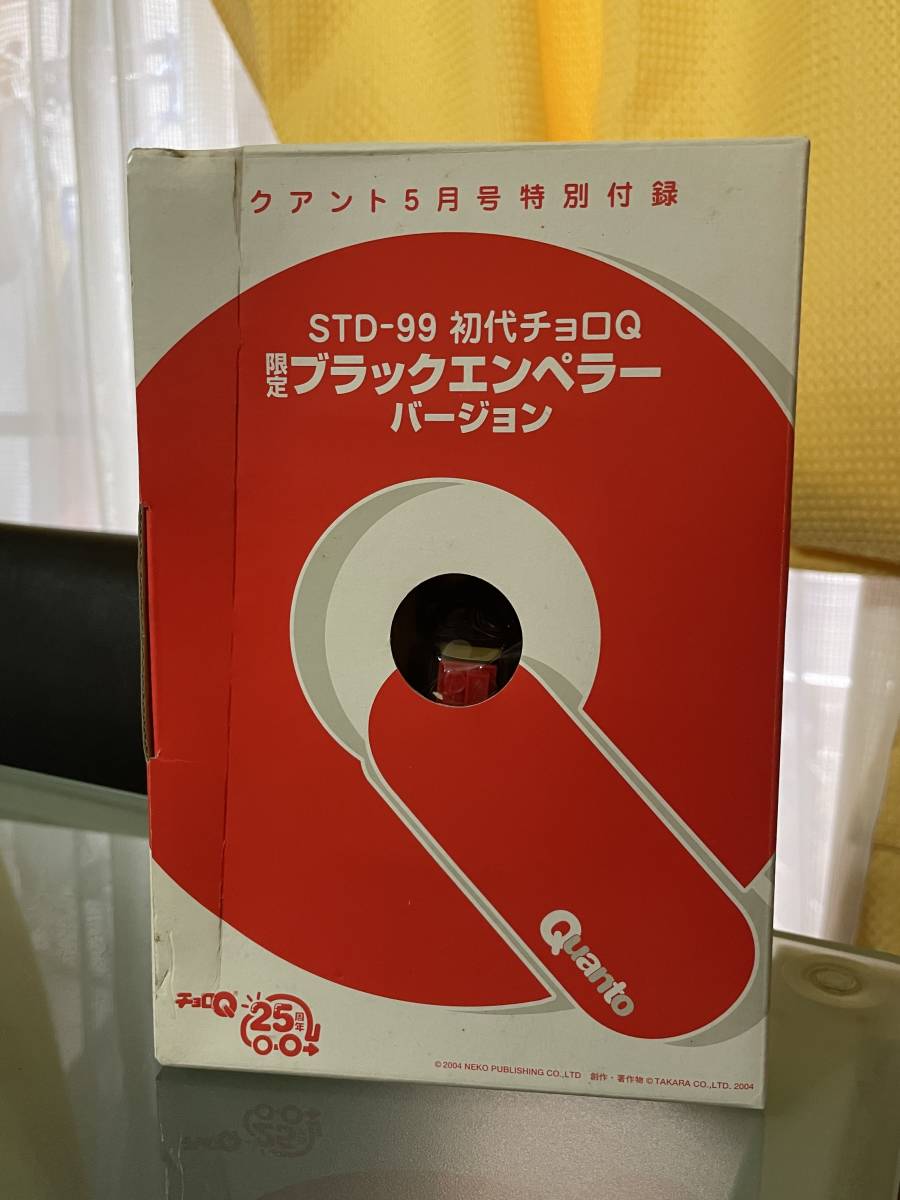 クアント5月号特別付録
STD-99 初代チョロQ
限定ブラックエンペラー
バージョン
Quanto
チョロQ 25周年
© 2004 NEKO PUBLISHING CO.,LTD 創作・著作物 © TAKARA CO.,LTD. 2004